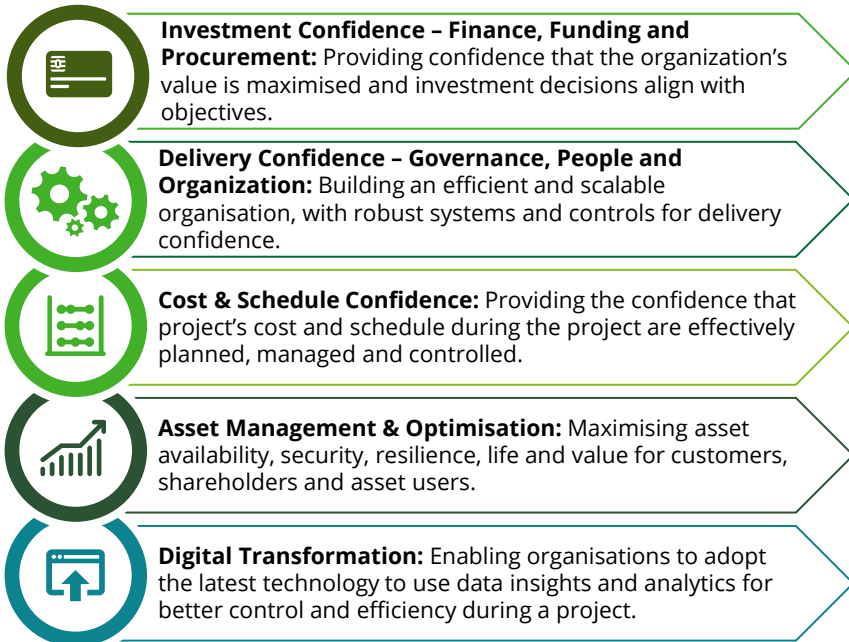 Investment Confidence – Finance, Funding and
Procurement: Providing confidence that the organization’s
value is maximised and investment decisions align with
objectives.
Delivery Confidence – Governance, People and
Organization: Building an efficient and scalable
organisation, with robust systems and controls for delivery
confidence.
Cost & Schedule Confidence: Providing the confidence that
project’s cost and schedule during the project are effectively
planned, managed and controlled.
Asset Management & Optimisation: Maximising asset
availability, security, resilience, life and value for customers,
shareholders and asset users.
Digital Transformation: Enabling organisations to adopt
the latest technology to use data insights and analytics for
better control and efficiency during a project.